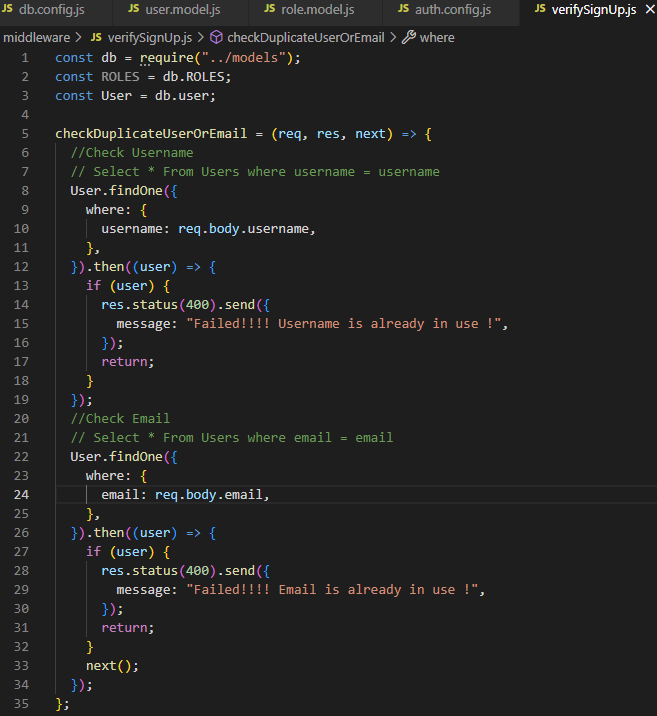 JS db.config.js JS user.model.js JS role.model.js JS auth.config.js JS verifySignUp.js ×
middleware > JS verifySignUp.js > checkDuplicateUserOrEmail > where
1 const db = require("../models");
2 const ROLES = db.ROLES;
3 const User = db.user;
4
5 checkDuplicateUserOrEmail = (req, res, next) => {
6   //Check Username
7   // Select * From Users where username = username
8   User.findOne({
9     where: {
10       username: req.body.username,
11     },
12   }).then((user) => {
13     if (user) {
14       res.status(400).send({
15         message: "Failed!!!! Username is already in use !",
16       });
17       return;
18     }
19   });
20   //Check Email
21   // Select * From Users where email = email
22   User.findOne({
23     where: {
24       email: req.body.email,
25     },
26   }).then((user) => {
27     if (user) {
28       res.status(400).send({
29         message: "Failed!!!! Email is already in use !",
30       });
31       return;
32     }
33     next();
34   });
35 };